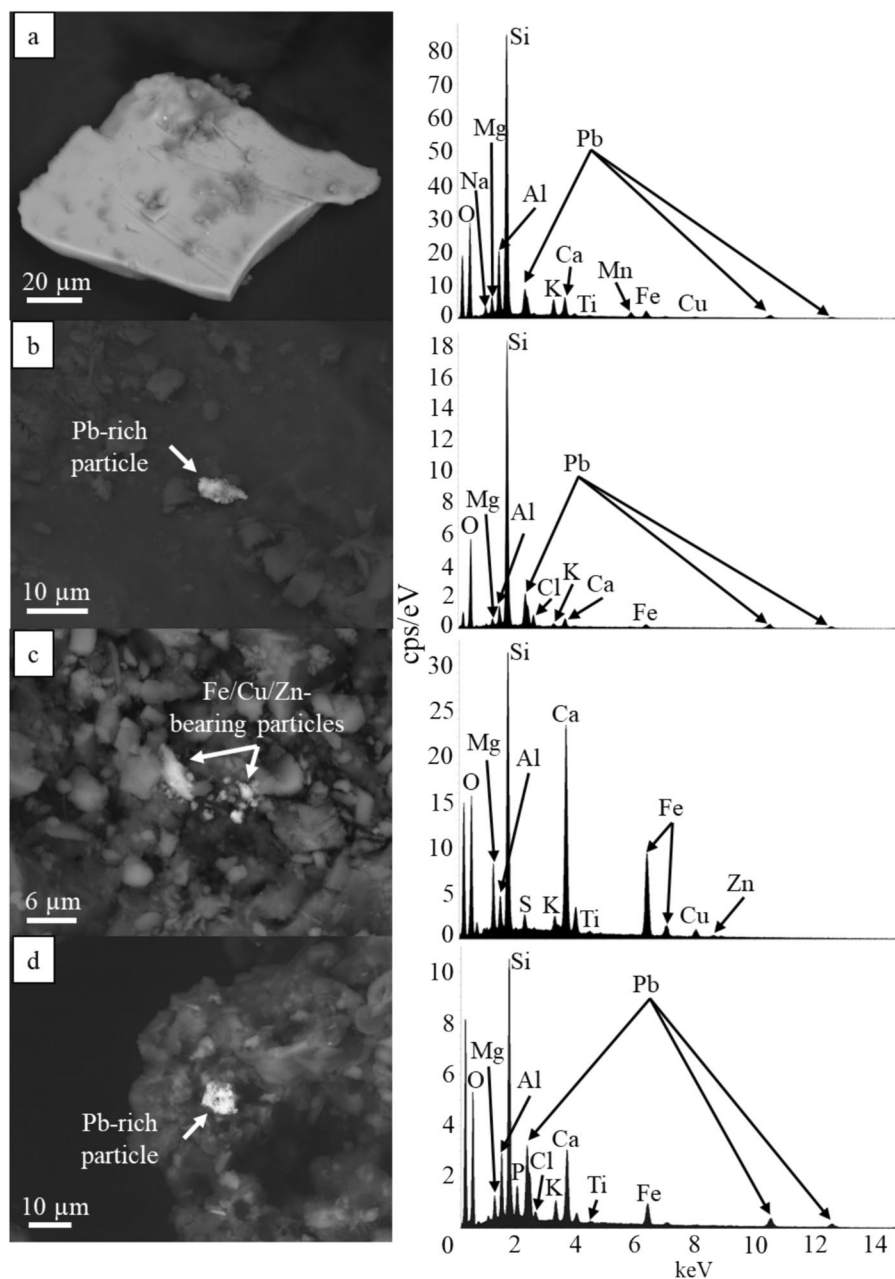 a
20 µm
b
Pb-rich
particle
10 µm
c
Fe/Cu/Zn-
bearing particles
6 µm
d
Pb-rich
particle
10 µm
cps/eV
80
70
60
50
40
30
20
10
0
Si
Mg
Pb
Na
Al
O
K
Ca
Ti
Mn
Fe
Cu
18
16
14
12
10
8
6
4
2
0
Si
Pb
Mg
Al
O
Cl
K
Ca
Fe
30
25
20
15
10
5
0
Si
Ca
Mg
Al
O
Fe
S
K
Ti
Cu
Zn
10
8
6
4
2
0
Si
Pb
Mg
Al
O
P
Cl
Ca
K
Ti
Fe
2 4 6 8 10 12 14
keV